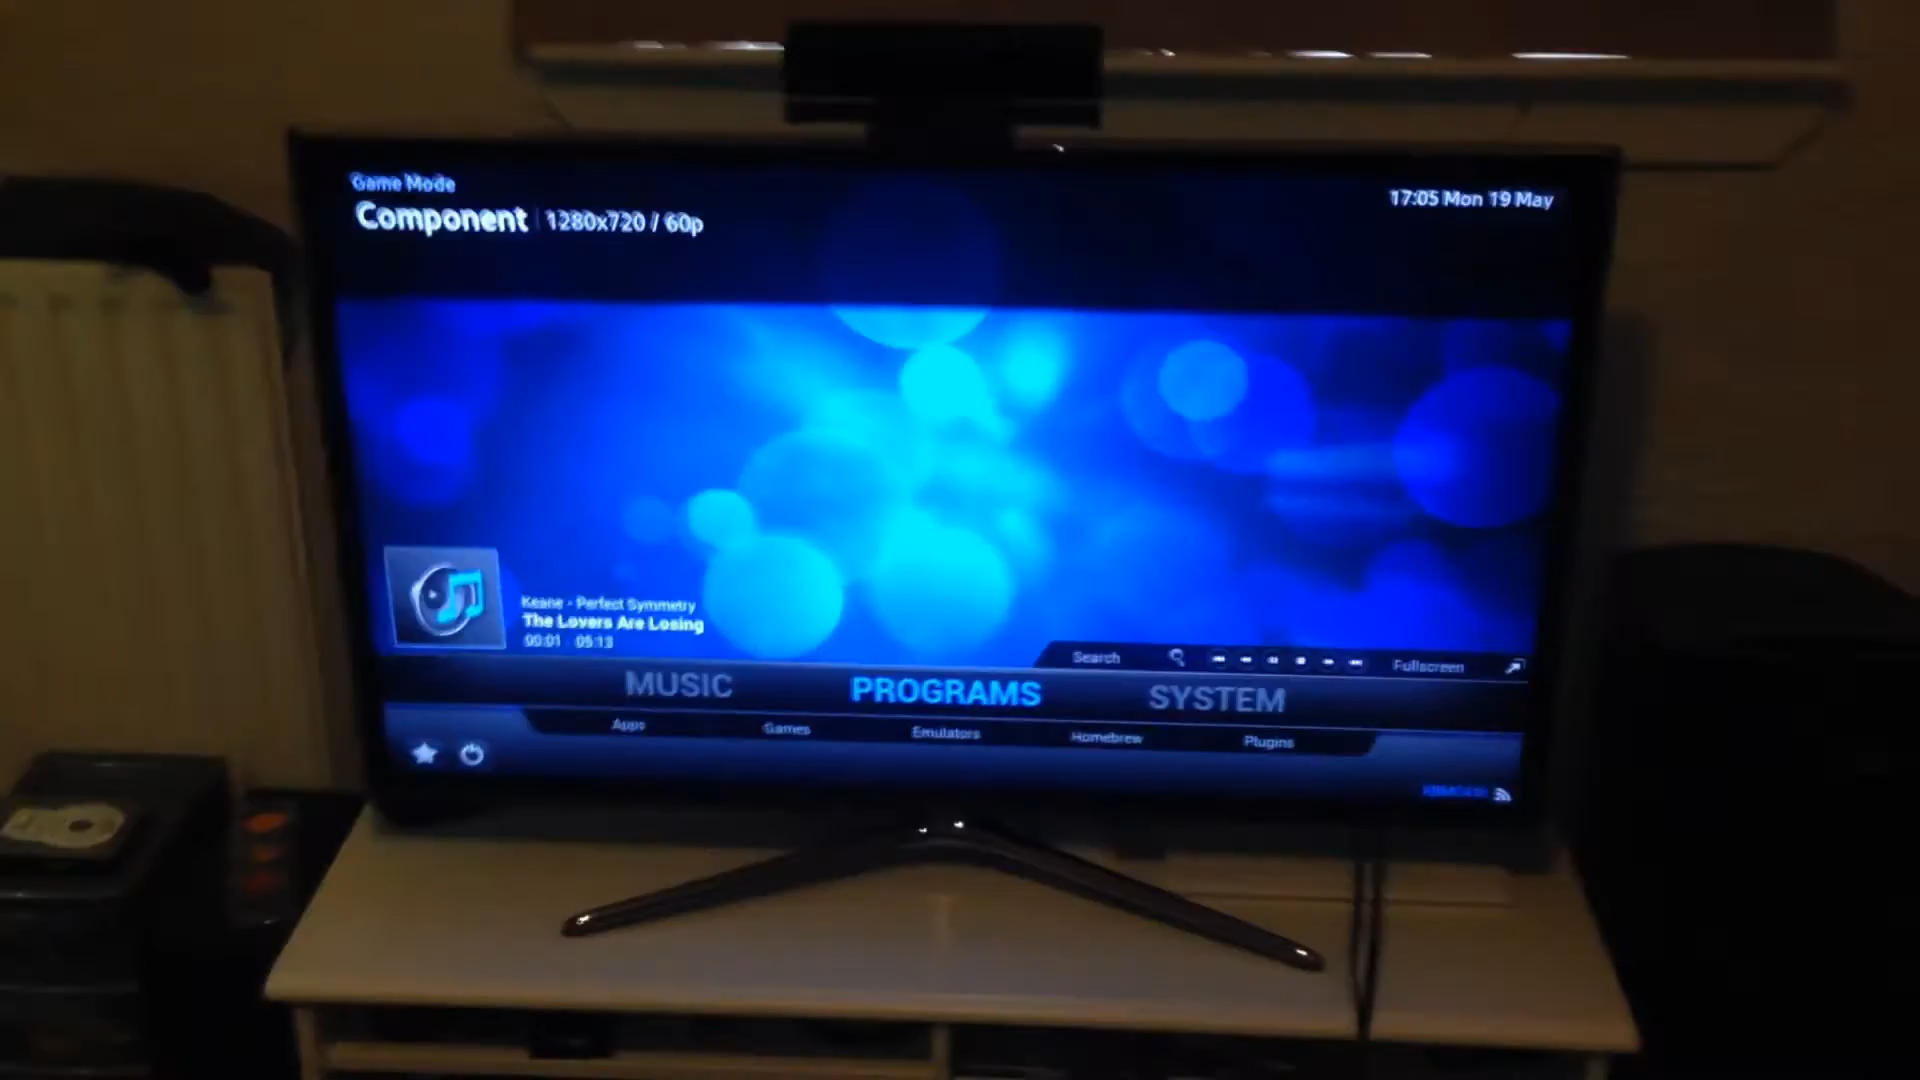 Game Mode
Component 1280x720 / 60p
17:05 Mon 19 May
Keane - Perfect Symmetry
The Lovers Are Losing
00:01 05:13
Search
Fullscreen
MUSIC PROGRAMS SYSTEM
Apps Games Emulators Homebrew Plugins